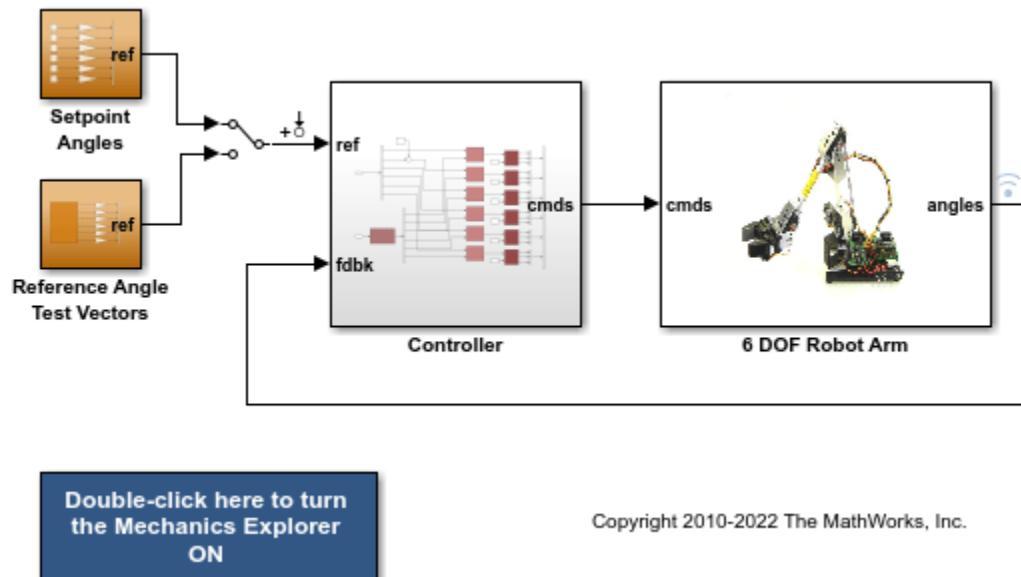 ref
Setpoint
Angles
ref
Reference Angle
Test Vectors
+
ref
fdbk
cmds
Controller
cmds
angles
6 DOF Robot Arm
Double-click here to turn
the Mechanics Explorer
ON
Copyright 2010-2022 The MathWorks, Inc.